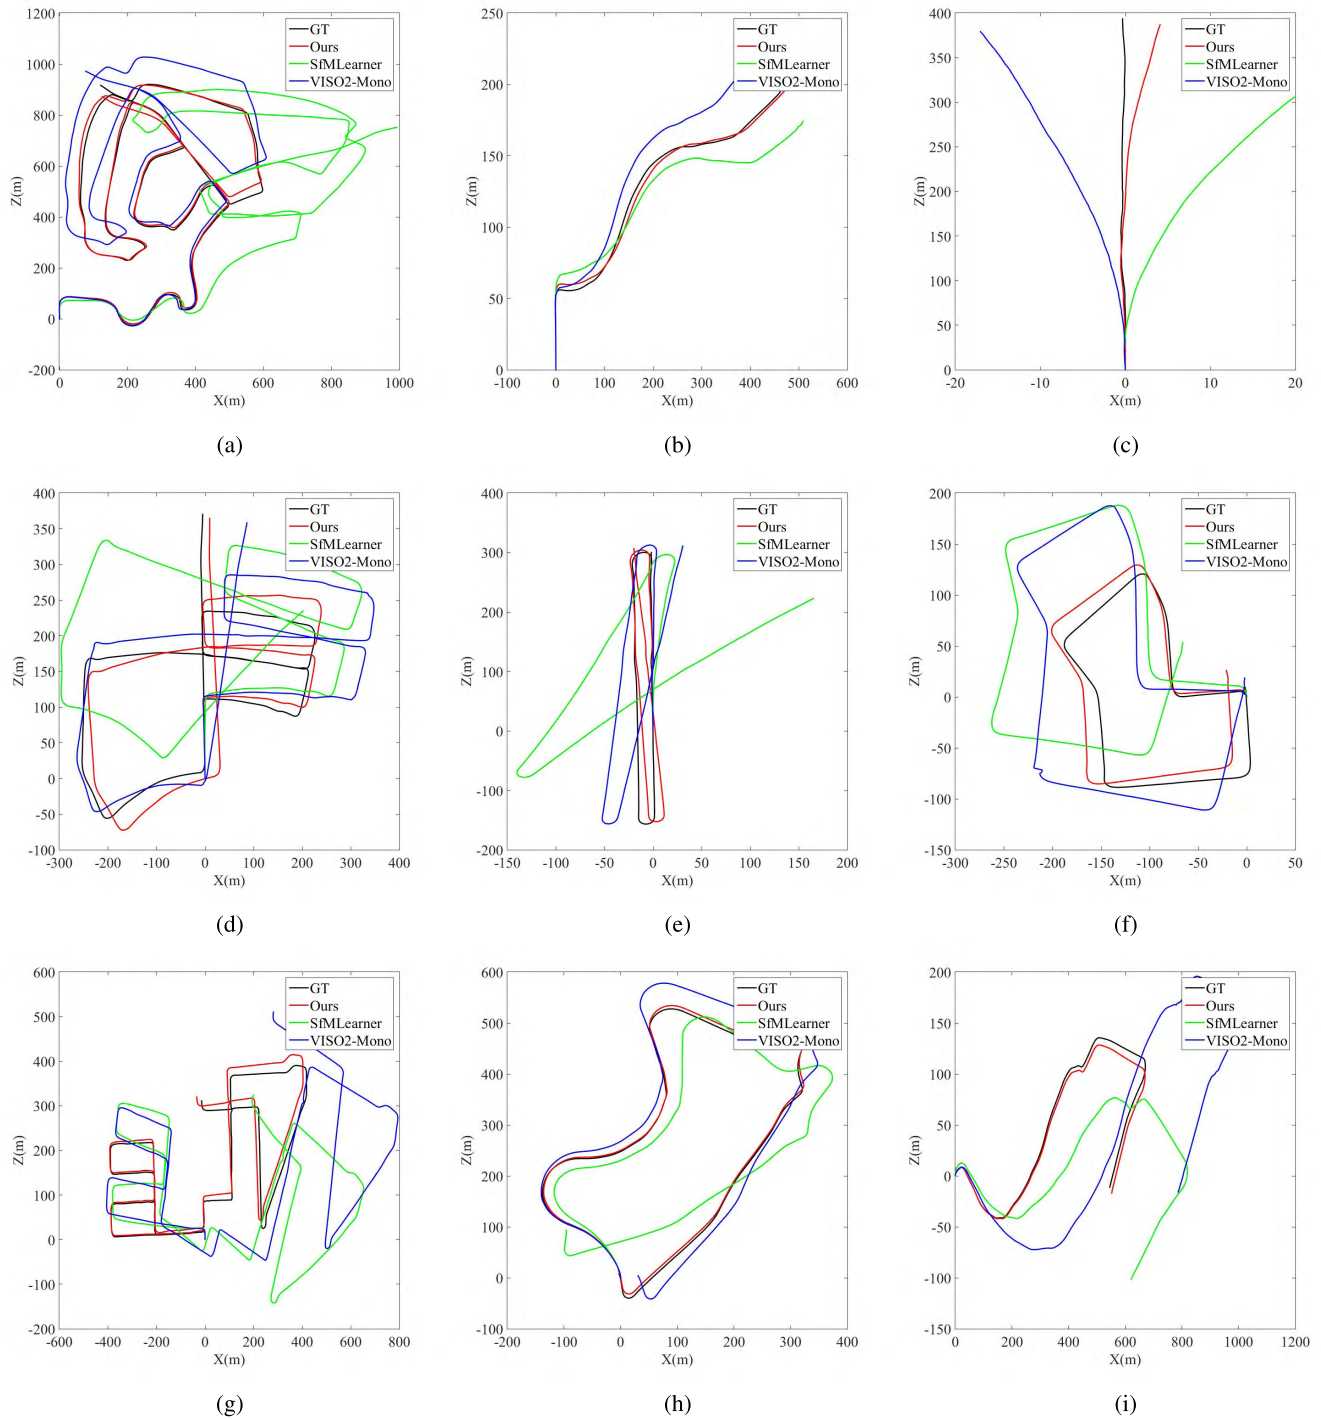 1200
1000
800
600
400
200
0
-200
Z(m)
0 200 400 600 800 1000
X(m)
GT
Ours
SfMLearner
VISO2-Mono
(a)
250
200
150
100
50
0
Z(m)
-100 0 100 200 300 400 500 600
X(m)
GT
Ours
SfMLearner
VISO2-Mono
(b)
400
350
300
250
200
150
100
50
0
Z(m)
-20 -10 0 10 20
X(m)
GT
Ours
SfMLearner
VISO2-Mono
(c)
400
350
300
250
200
150
100
50
0
-50
-100
Z(m)
-300 -200 -100 0 100 200 300 400
X(m)
GT
Ours
SfMLearner
VISO2-Mono
(d)
400
300
200
100
0
-100
-200
Z(m)
-150 -100 -50 0 50 100 150 200
X(m)
GT
Ours
SfMLearner
VISO2-Mono
(e)
200
150
100
50
0
-50
-100
-150
Z(m)
-300 -250 -200 -150 -100 -50 0 50
X(m)
GT
Ours
SfMLearner
VISO2-Mono
(f)
600
500
400
300
200
100
0
-100
-200
Z(m)
-600 -400 -200 0 200 400 600 800
X(m)
GT
Ours
SfMLearner
VISO2-Mono
(g)
600
500
400
300
200
100
0
-100
Z(m)
-200 -100 0 100 200 300 400
X(m)
GT
Ours
SfMLearner
VISO2-Mono
(h)
200
150
100
50
0
-50
-100
-150
Z(m)
0 200 400 600 800 1000 1200
X(m)
GT
Ours
SfMLearner
VISO2-Mono
(i)